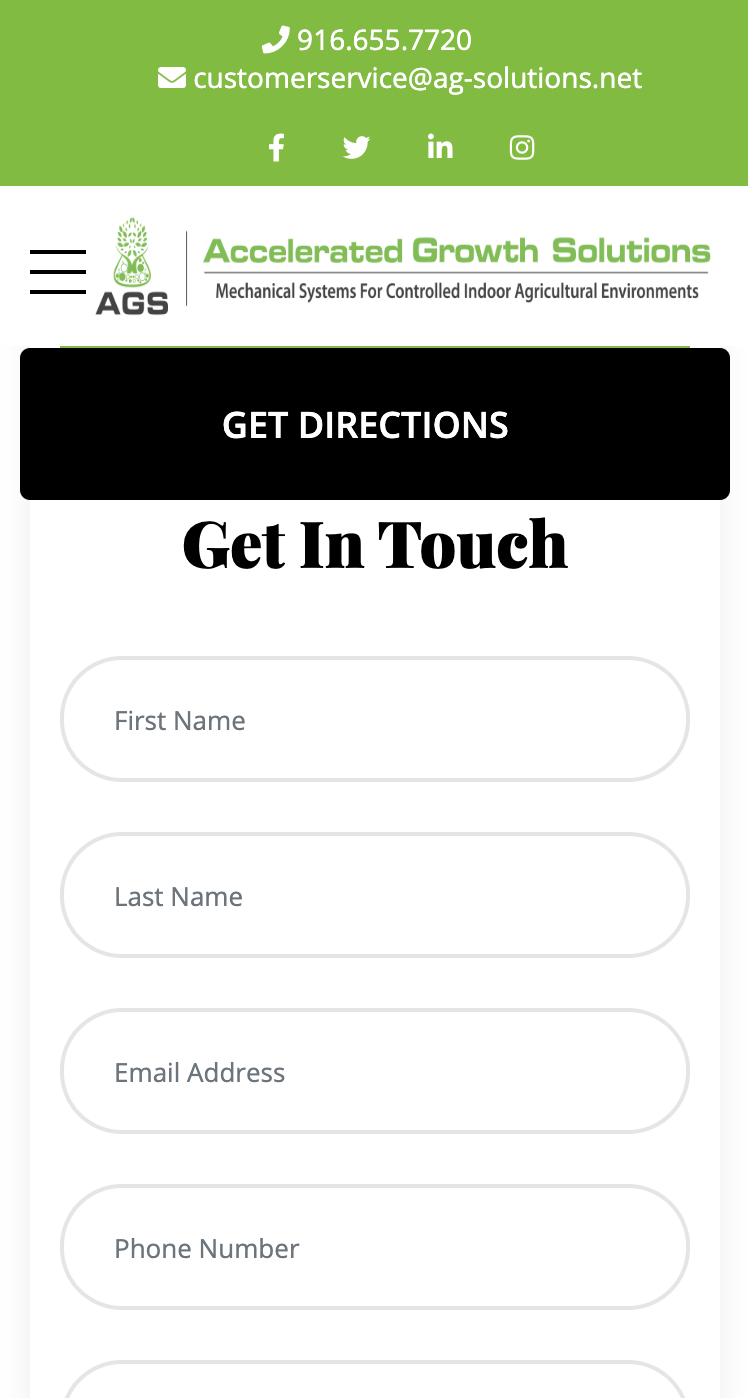 916.655.7720
customerservice@ag-solutions.net
AGS
Accelerated Growth Solutions
Mechanical Systems For Controlled Indoor Agricultural Environments
GET DIRECTIONS
Get In Touch
First Name
Last Name
Email Address
Phone Number